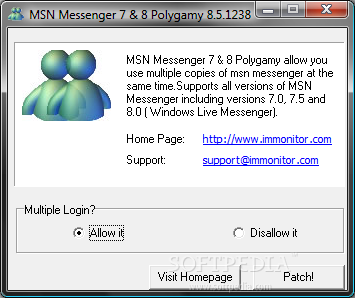 MSN Messenger 7 & 8 Polygamy 8.5.1238
MSN Messenger 7 & 8 Polygamy allow you
use multiple copies of msn messenger at the
same time.Supports all versions of MSN
Messenger including versions 7.0, 7.5 and
8.0 ( Windows Live Messenger).
Home Page: http://www.immonitor.com
Support: support@immonitor.com
Multiple Login?
Allow it Disallow it
SOFTPEDIA
www.softpedia.com
Visit Homepage Patch!